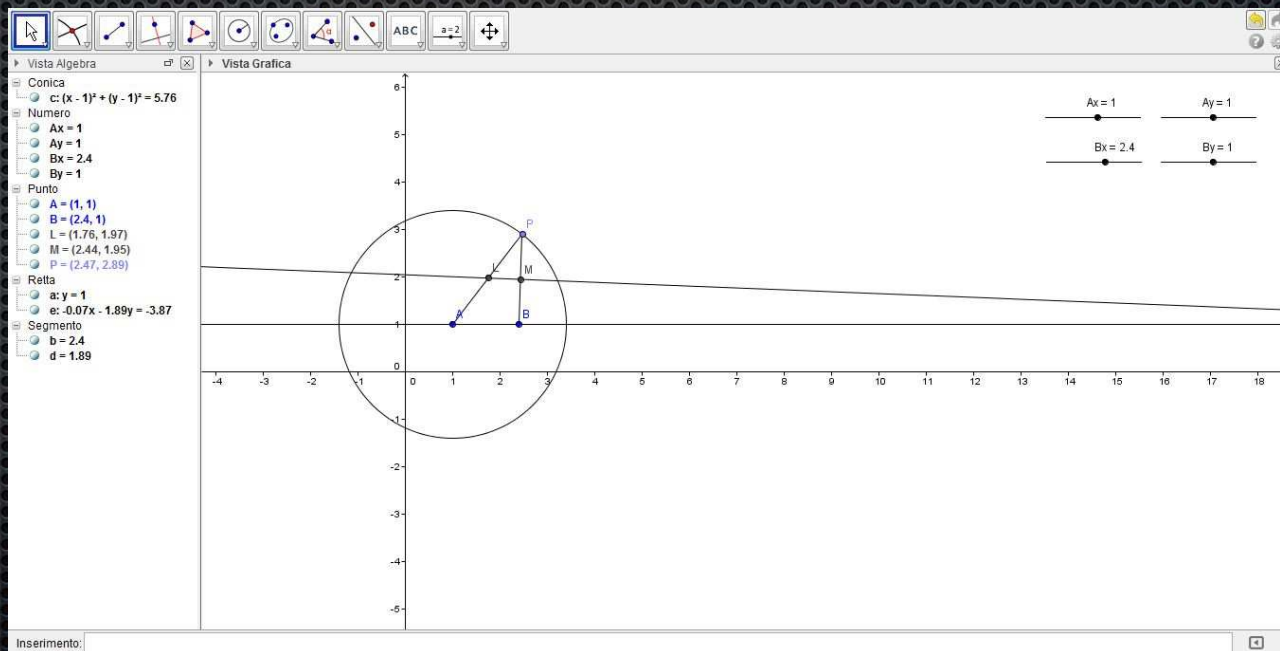 ABC
a=2
Vista Algebra
Vista Grafica
Conica
c: (x - 1)² + (y - 1)² = 5.76
Numero
Ax = 1
Ay = 1
Bx = 2.4
By = 1
Punto
A = (1, 1)
B = (2.4, 1)
L = (1.76, 1.97)
M = (2.44, 1.95)
P = (2.47, 2.89)
Retta
a: y = 1
e: -0.07x - 1.89y = -3.87
Segmento
b = 2.4
d = 1.89
Ax = 1
Ay = 1
Bx = 2.4
By = 1
6
5
4
3
2
1
0
-1
-2
-3
-4
-5
P
L
M
A
B
-4 -3 -2 -1 0 1 2 3 4 5 6 7 8 9 10 11 12 13 14 15 16 17 18
Inserimento: